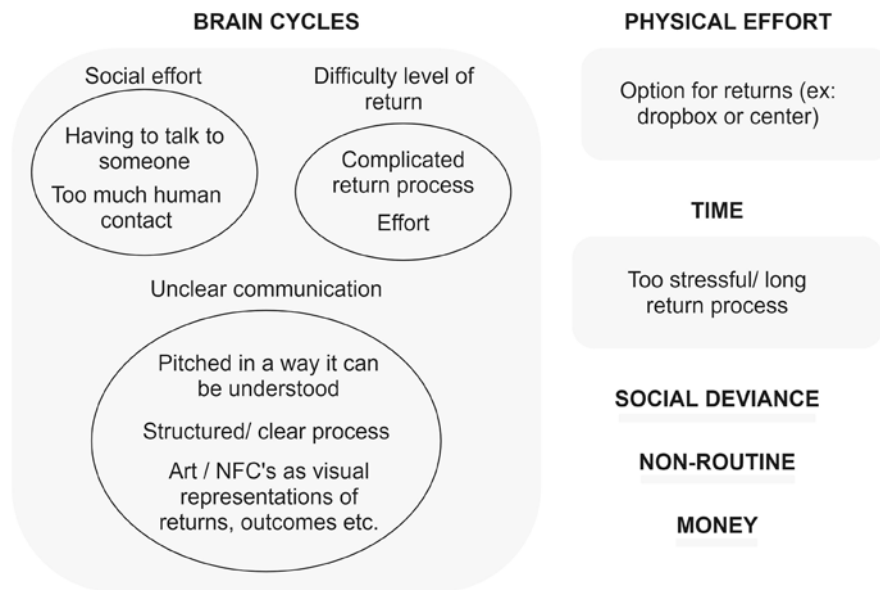 BRAIN CYCLES
Social effort
Having to talk to
someone
Too much human
contact
Difficulty level of
return
Complicated
return process
Effort
Unclear communication
Pitched in a way it can
be understood
Structured/ clear process
Art / NFC's as visual
representations of
returns, outcomes etc.
PHYSICAL EFFORT
Option for returns (ex:
dropbox or center)
TIME
Too stressful/ long
return process
SOCIAL DEVIANCE
NON-ROUTINE
MONEY